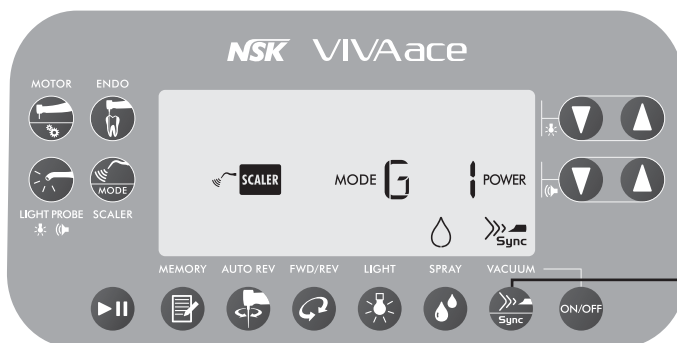 NSK VIVAace
MOTOR ENDO
SCALER MODE G 1 POWER
MODE
LIGHT PROBE SCALER
Sync
MEMORY AUTO REV FWD/REV LIGHT SPRAY VACUUM
Sync ON/OFF